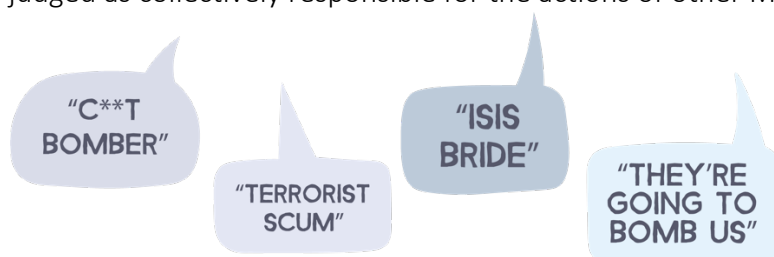 judged as collectively responsible for the actions of other
“C**T
BOMBER”
“TERRORIST
SCUM”
“ISIS
BRIDE”
“THEY’RE
GOING TO
BOMB US”